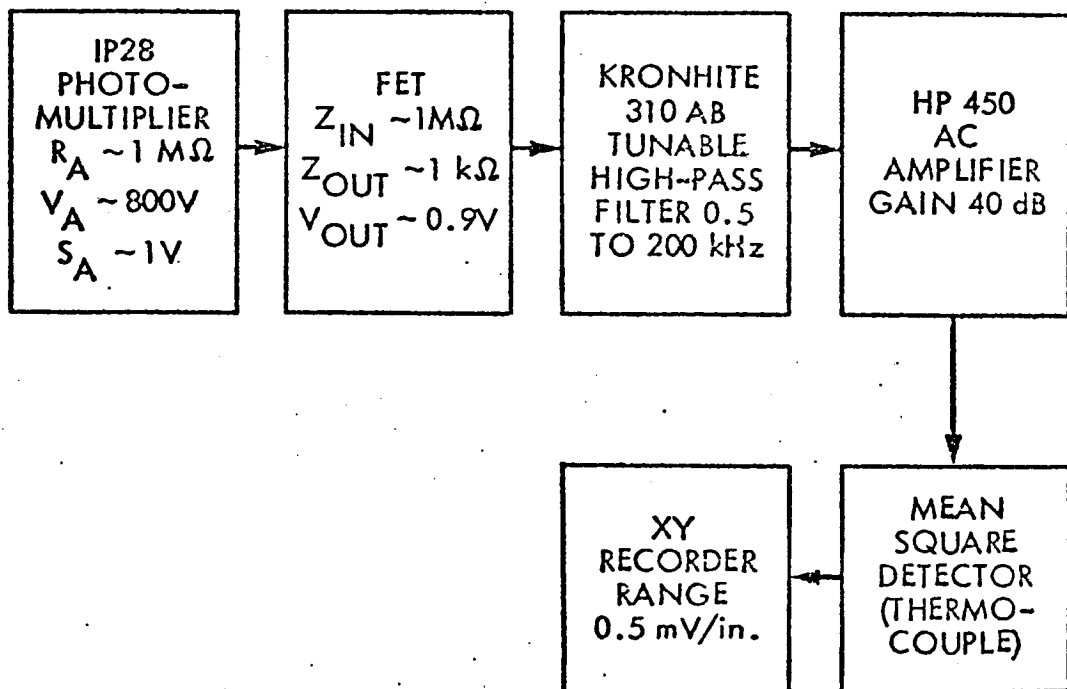 IP28
PHOTO-
MULTIPLIER
R_A ~1 MΩ
V_A ~800V
S_A ~1V
FET
Z_IN ~1MΩ
Z_OUT ~1 kΩ
V_OUT ~0.9V
KRONHITE
310 AB
TUNABLE
HIGH-PASS
FILTER 0.5
TO 200 kHz
HP 450
AC
AMPLIFIER
GAIN 40 dB
MEAN
SQUARE
DETECTOR
(THERMO-
COUPLE)
XY
RECORDER
RANGE
0.5 mV/in.